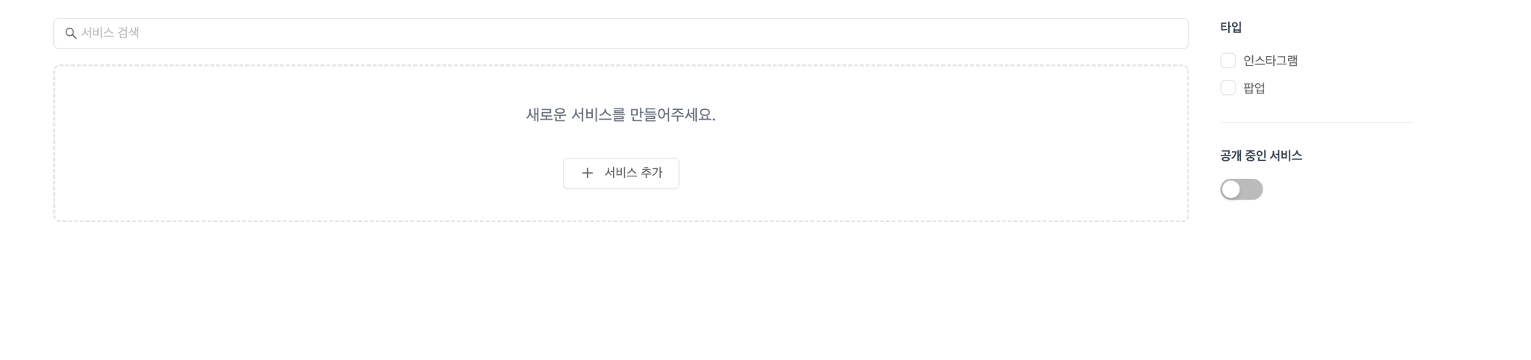 서비스 검색
새로운 서비스를 만들어주세요.
서비스 추가
타입
인스타그램
팝업
공개 중인 서비스